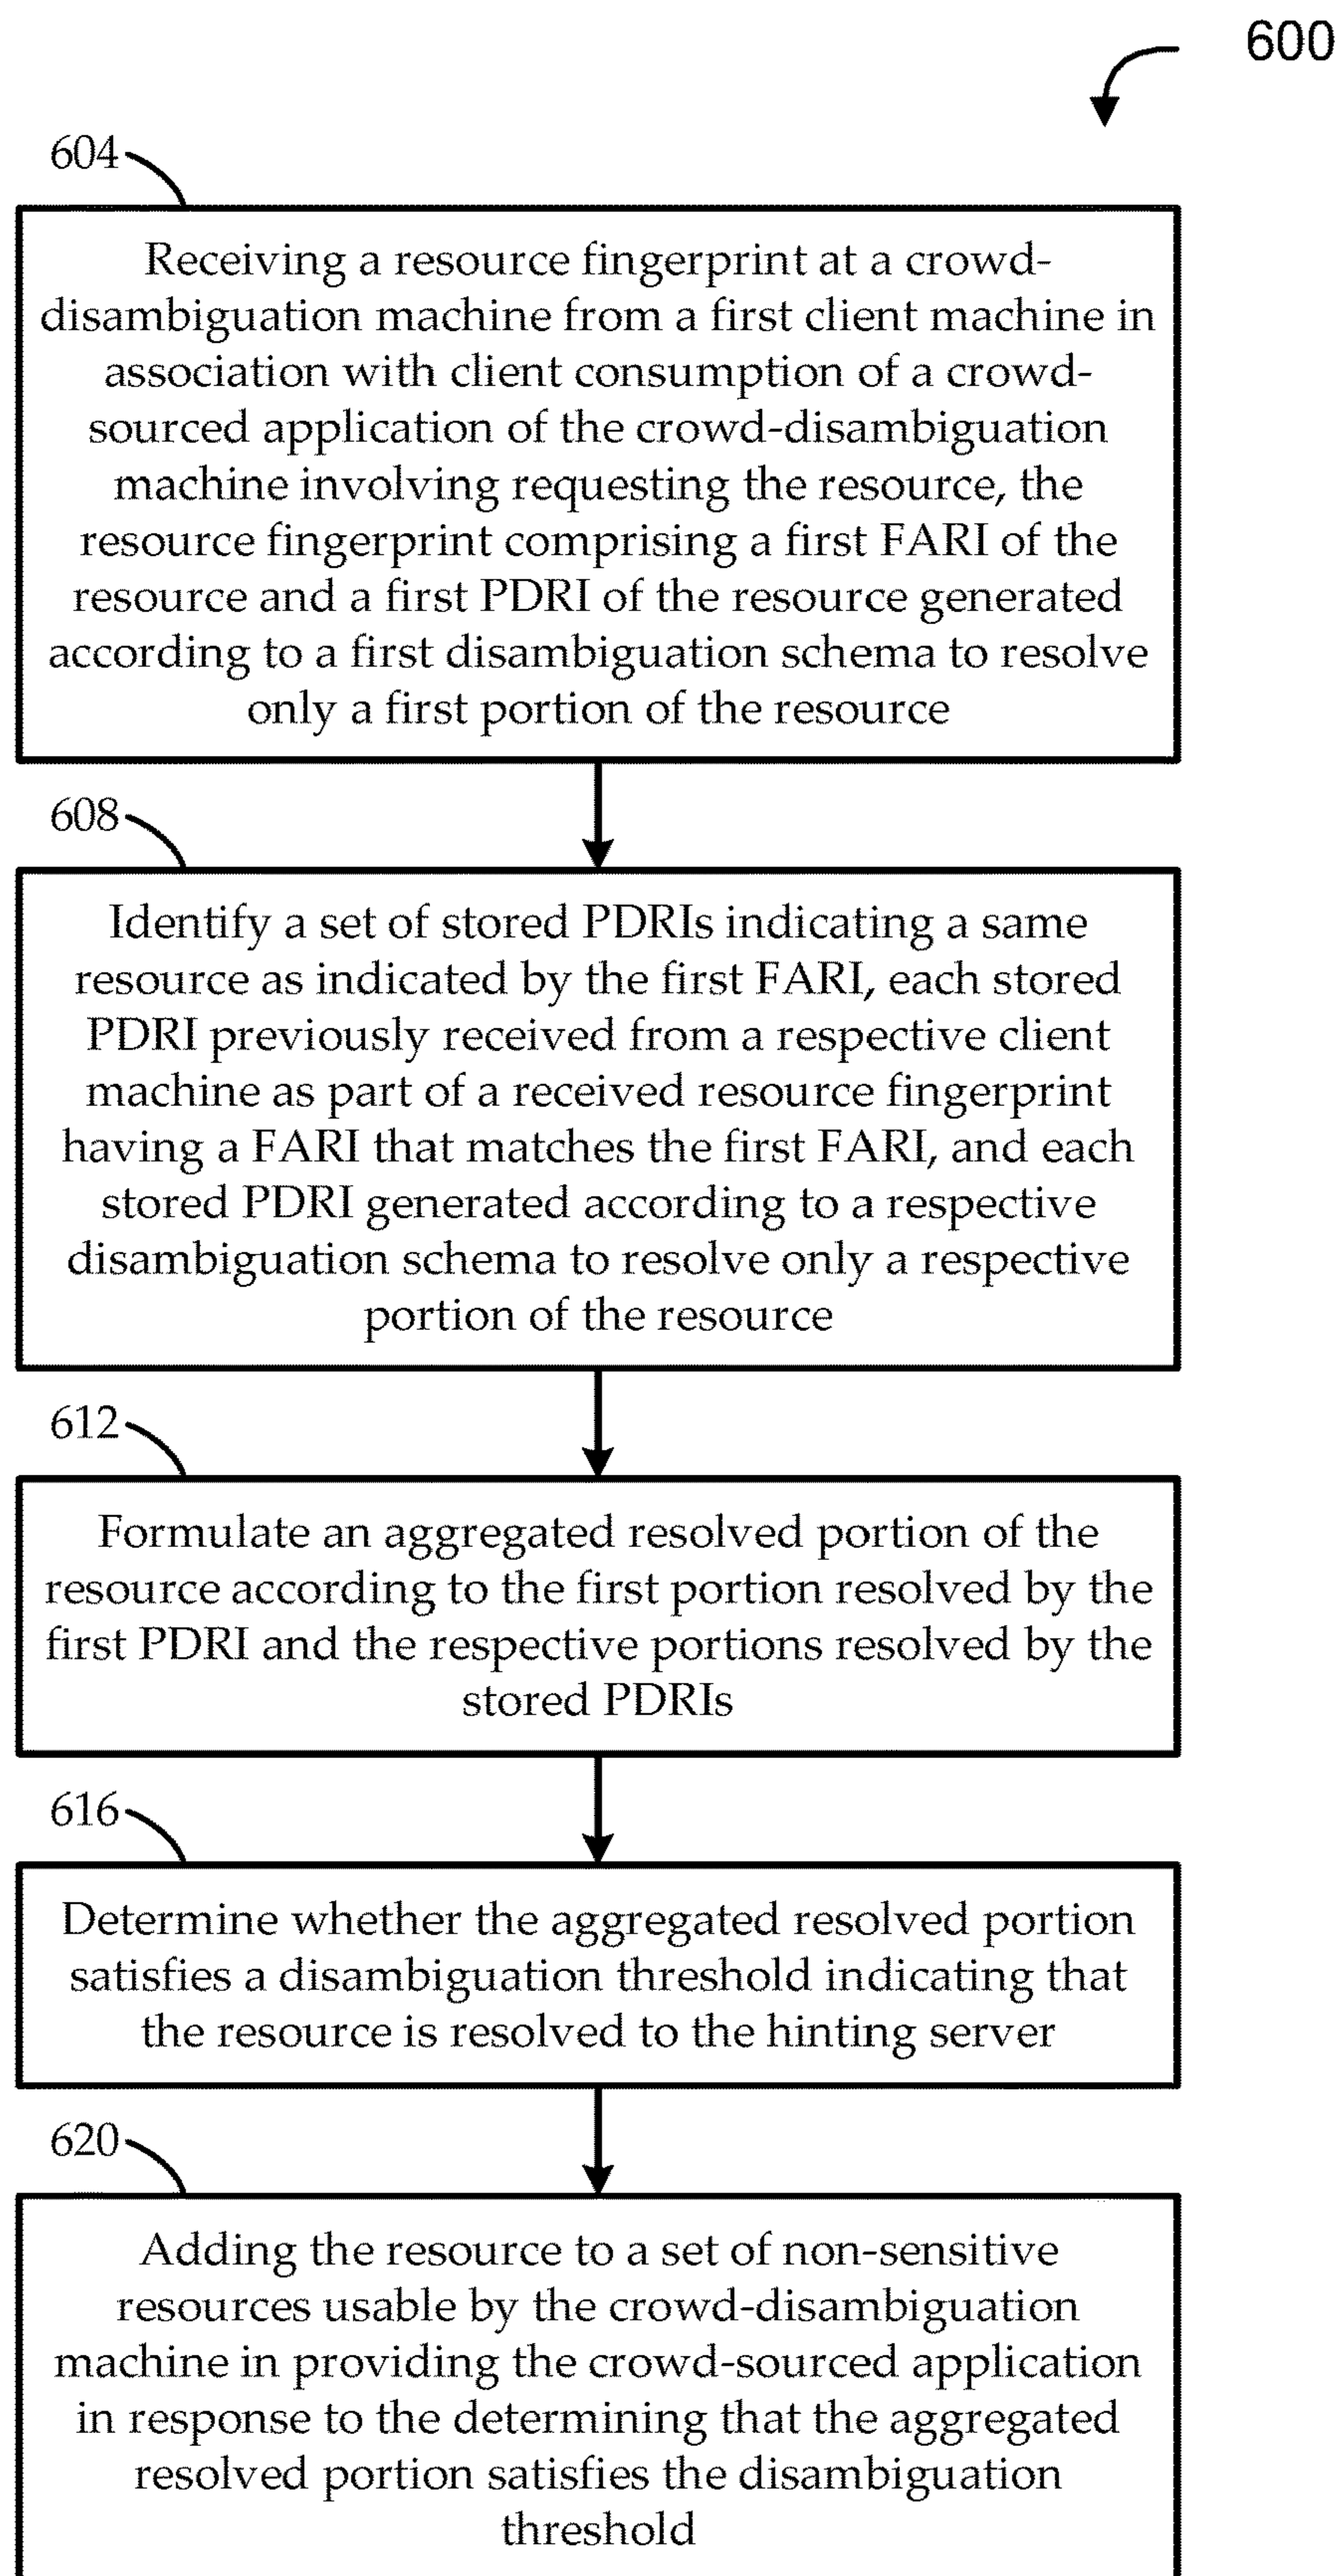 600
604
Receiving a resource fingerprint at a crowd-
disambiguation machine from a first client machine in
association with client consumption of a crowd-
sourced application of the crowd-disambiguation
machine involving requesting the resource, the
resource fingerprint comprising a first FARI of the
resource and a first PDRI of the resource generated
according to a first disambiguation schema to resolve
only a first portion of the resource
608
Identify a set of stored PDRIs indicating a same
resource as indicated by the first FARI, each stored
PDRI previously received from a respective client
machine as part of a received resource fingerprint
having a FARI that matches the first FARI, and each
stored PDRI generated according to a respective
disambiguation schema to resolve only a respective
portion of the resource
612
Formulate an aggregated resolved portion of the
resource according to the first portion resolved by the
first PDRI and the respective portions resolved by the
stored PDRIs
616
Determine whether the aggregated resolved portion
satisfies a disambiguation threshold indicating that
the resource is resolved to the hinting server
620
Adding the resource to a set of non-sensitive
resources usable by the crowd-disambiguation
machine in providing the crowd-sourced application
in response to the determining that the aggregated
resolved portion satisfies the disambiguation
threshold